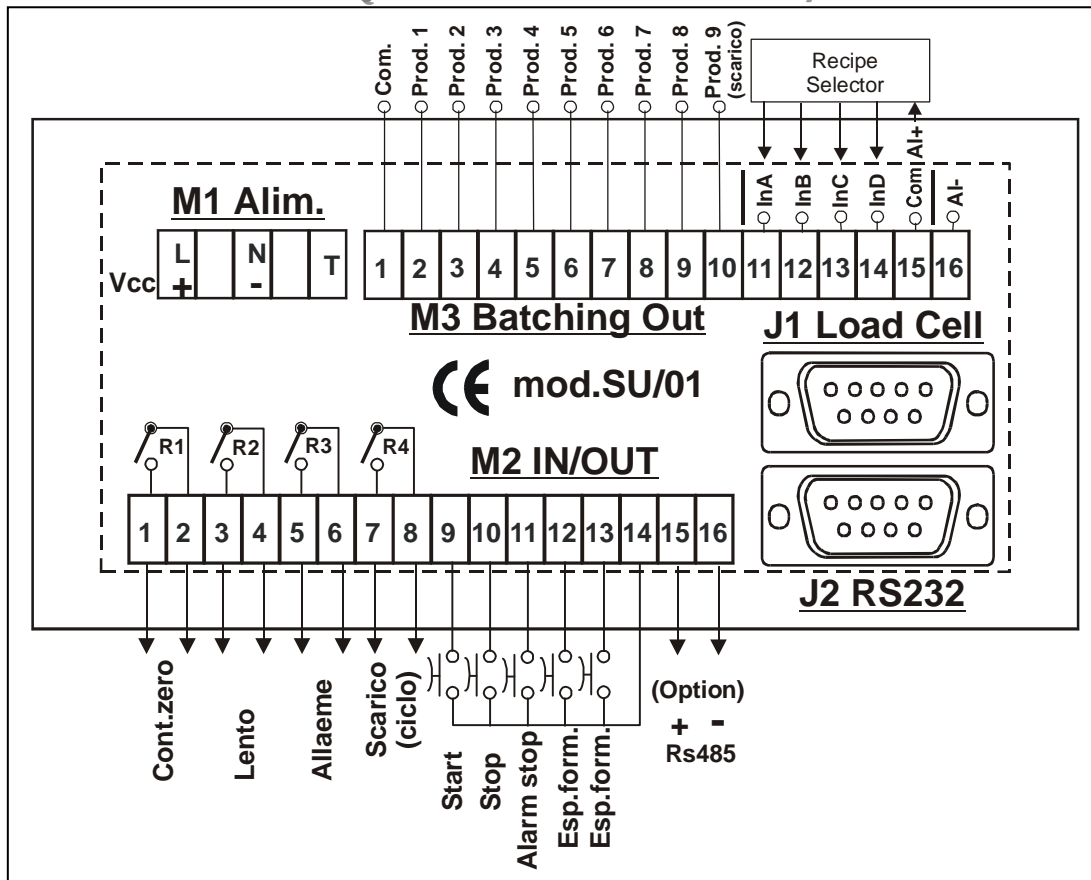 Com.
Prod. 1
Prod. 2
Prod. 3
Prod. 4
Prod. 5
Prod. 6
Prod. 7
Prod. 8
Prod. 9
(scarico)
Recipe
Selector
InA
InB
InC
InD
Com AI+
AI-
M1 Alim.
L N T
Vcc + -
1 2 3 4 5 6 7 8 9 10 11 12 13 14 15 16
M3 Batching Out
J1 Load Cell
CE mod.SU/01
R1 R2 R3 R4
M2 IN/OUT
1 2 3 4 5 6 7 8 9 10 11 12 13 14 15 16
J2 RS232
Cont.zero
Lento
Allaeme
Scarico
(ciclo)
Start
Stop
Alarm stop
Esp.form.
Esp.form.
(Option)
+ -
Rs485